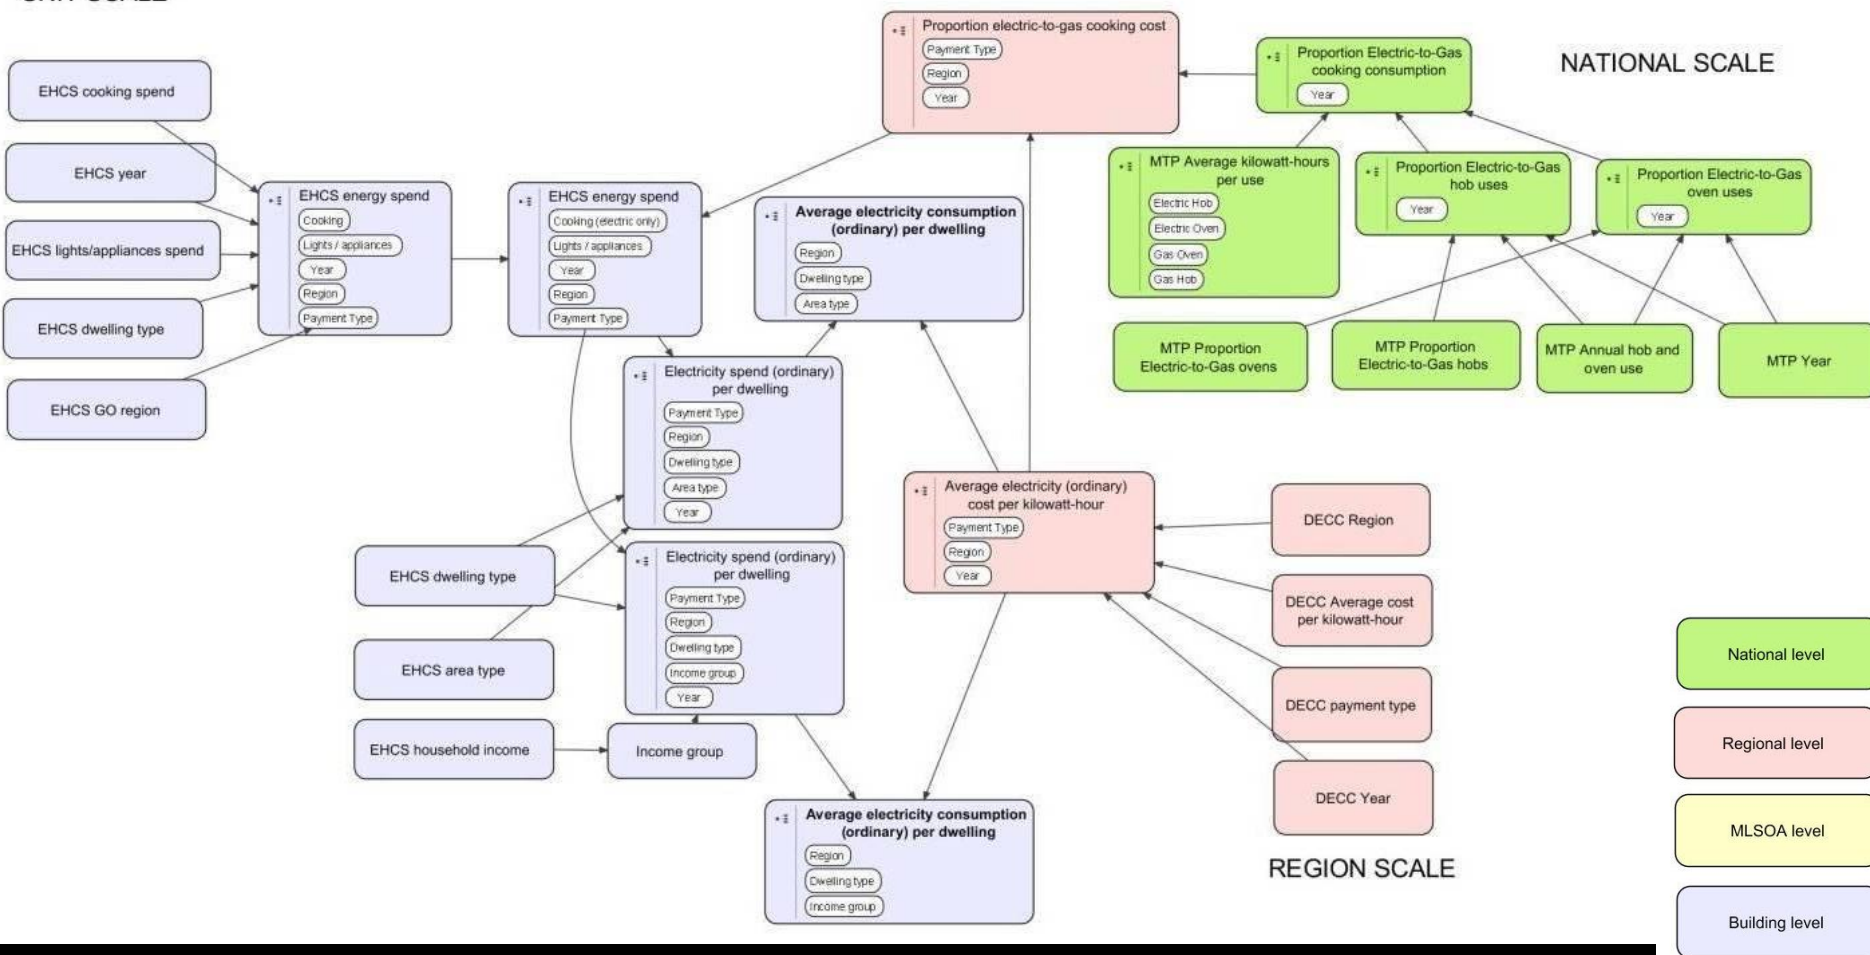 Proportion electric-to-gas cooking cost
Payment Type
Region
Year
Proportion Electric-to-Gas
cooking consumption
Year
NATIONAL SCALE
EHCS cooking spend
EHCS year
EHCS lights/appliances spend
EHCS dwelling type
EHCS GO region
EHCS energy spend
Cooking
Lights / appliances
Year
Region
Payment Type
EHCS energy spend
Cooking (electric only)
Lights / appliances
Year
Region
Payment Type
Average electricity consumption
(ordinary) per dwelling
Region
Dwelling type
Area type
MTP Average kilowatt-hours
per use
Electric Hob
Electric Oven
Gas Oven
Gas Hob
Proportion Electric-to-Gas
hob uses
Year
Proportion Electric-to-Gas
oven uses
Year
MTP Proportion
Electric-to-Gas ovens
MTP Proportion
Electric-to-Gas hobs
MTP Annual hob and
oven use
MTP Year
Electricity spend (ordinary)
per dwelling
Payment Type
Region
Dwelling type
Area type
Year
Electricity spend (ordinary)
per dwelling
Payment Type
Region
Dwelling type
Income group
Year
EHCS dwelling type
EHCS area type
EHCS household income
Income group
Average electricity (ordinary)
cost per kilowatt-hour
Payment Type
Region
Year
DECC Region
DECC Average cost
per kilowatt-hour
DECC payment type
DECC Year
REGION SCALE
Average electricity consumption
(ordinary) per dwelling
Region
Dwelling type
Income group
National level
Regional level
MLSOA level
Building level